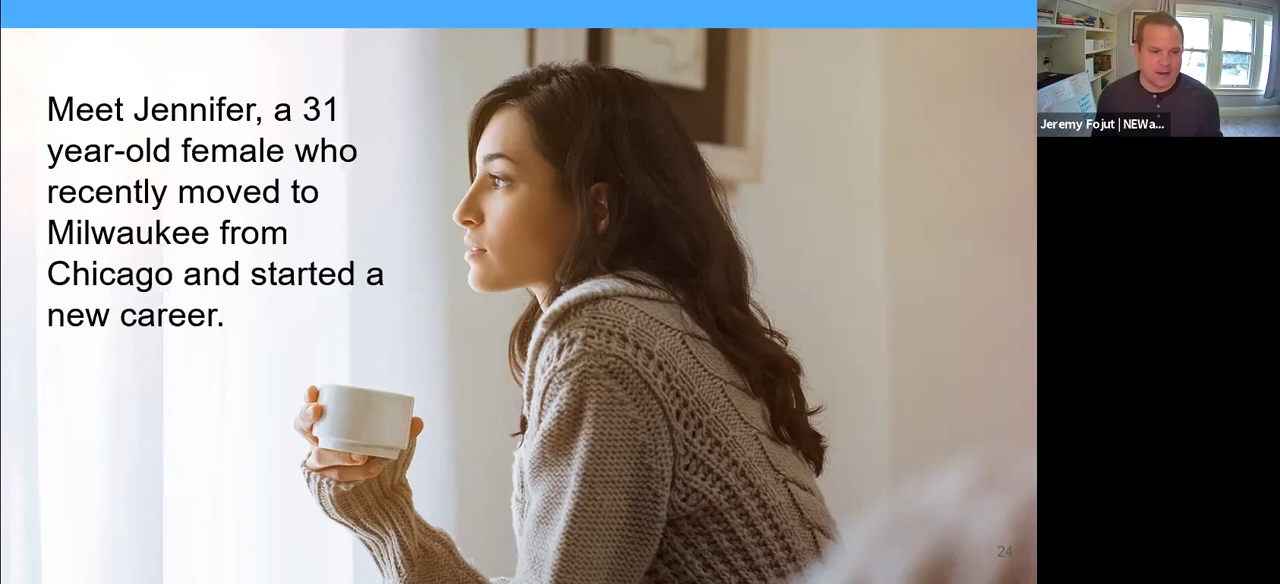 Meet Jennifer, a 31
year-old female who
recently moved to
Milwaukee from
Chicago and started a
new career.
Jeremy Fojut | NEWa...
24